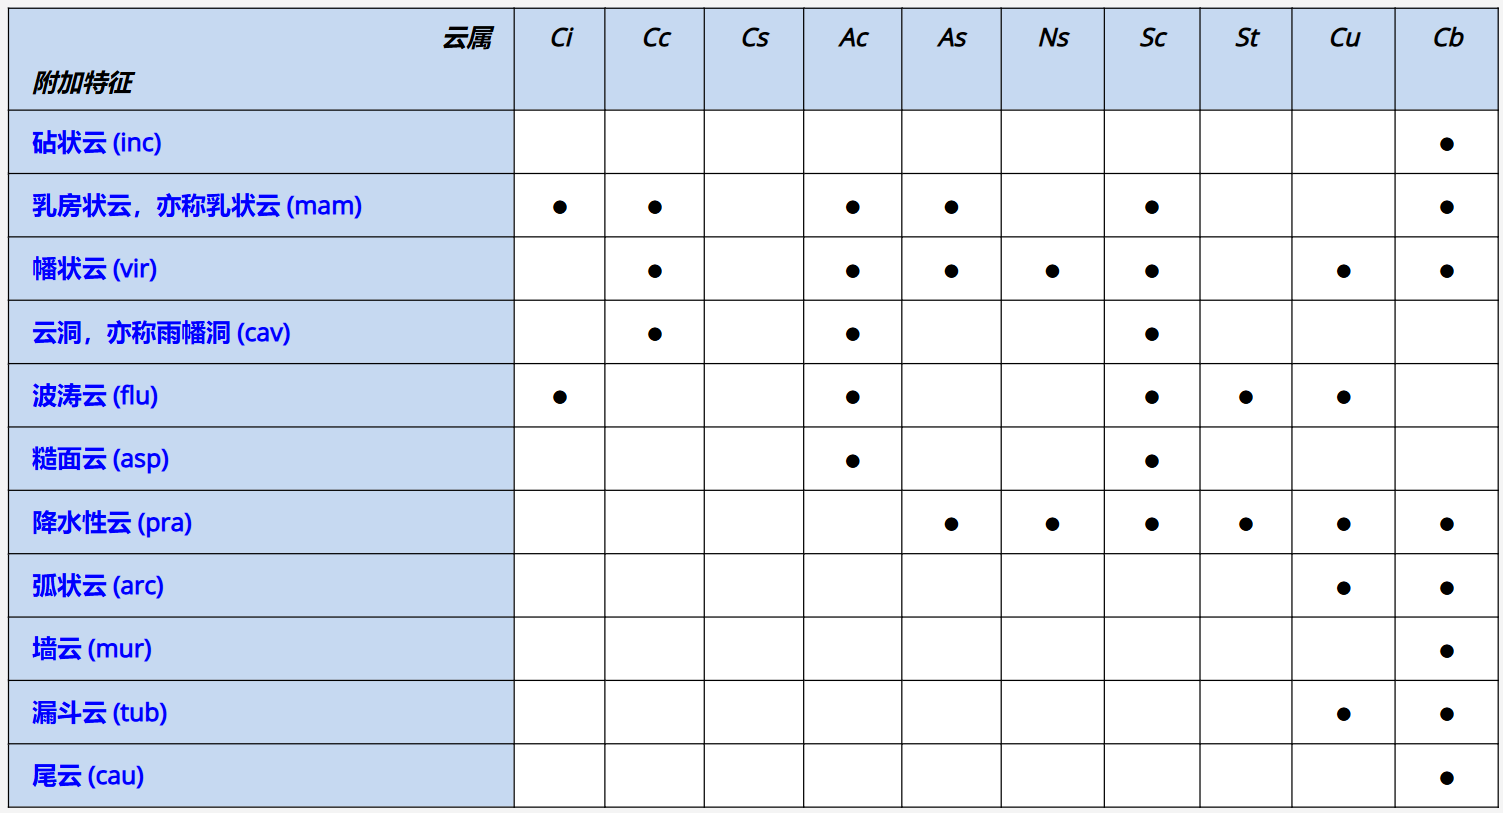 云属 Ci Cc Cs Ac As Ns Sc St Cu Cb
附加特征
砧状云 (inc) ●
乳房状云，亦称乳状云 (mam) ● ● ● ● ● ●
幡状云 (vir) ● ● ● ● ● ● ●
云洞，亦称雨幡洞 (cav) ● ● ●
波涛云 (flu) ● ● ● ● ●
糙面云 (asp) ● ●
降水性云 (pra) ● ● ● ● ● ●
弧状云 (arc) ● ●
墙云 (mur) ●
漏斗云 (tub) ● ●
尾云 (cau) ●